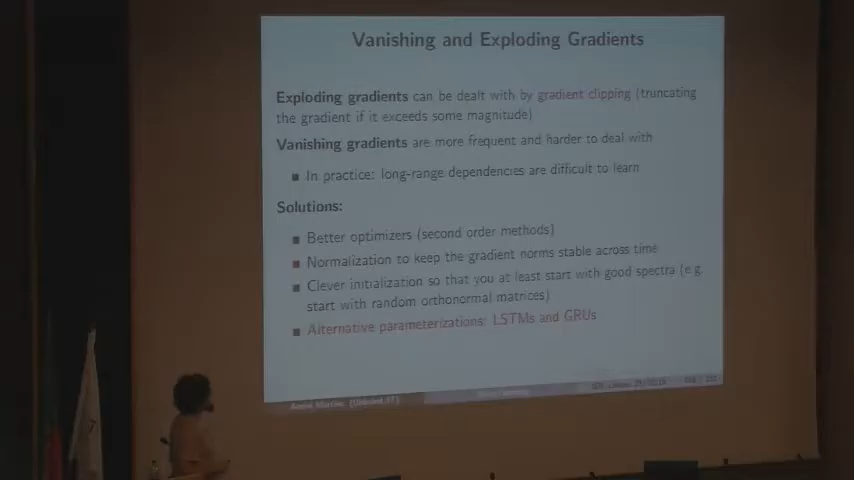 Vanishing and Exploding Gradients
Exploding gradients can be dealt with by gradient clipping (truncating
the gradient if it exceeds some magnitude)
Vanishing gradients are more frequent and harder to deal with
In practice: long-range dependencies are difficult to learn
Solutions:
Better optimizers (second order methods)
Normalization to keep the gradient norms stable across time
Clever initialization so that you at least start with good spectra (e.g.
start with random orthonormal matrices)
Alternative parameterizations: LSTMs and GRUs